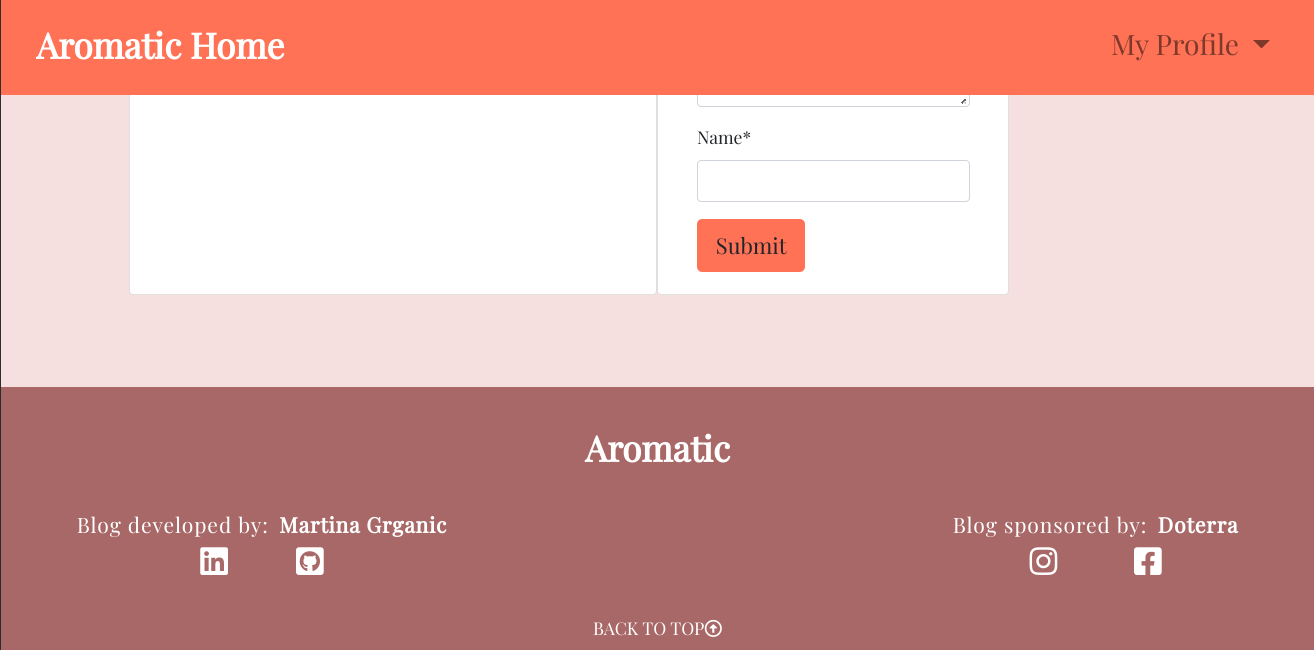 Aromatic Home
My Profile
Name*
Submit
Aromatic
Blog developed by: Martina Grganic
Blog sponsored by: Doterra
BACK TO TOP